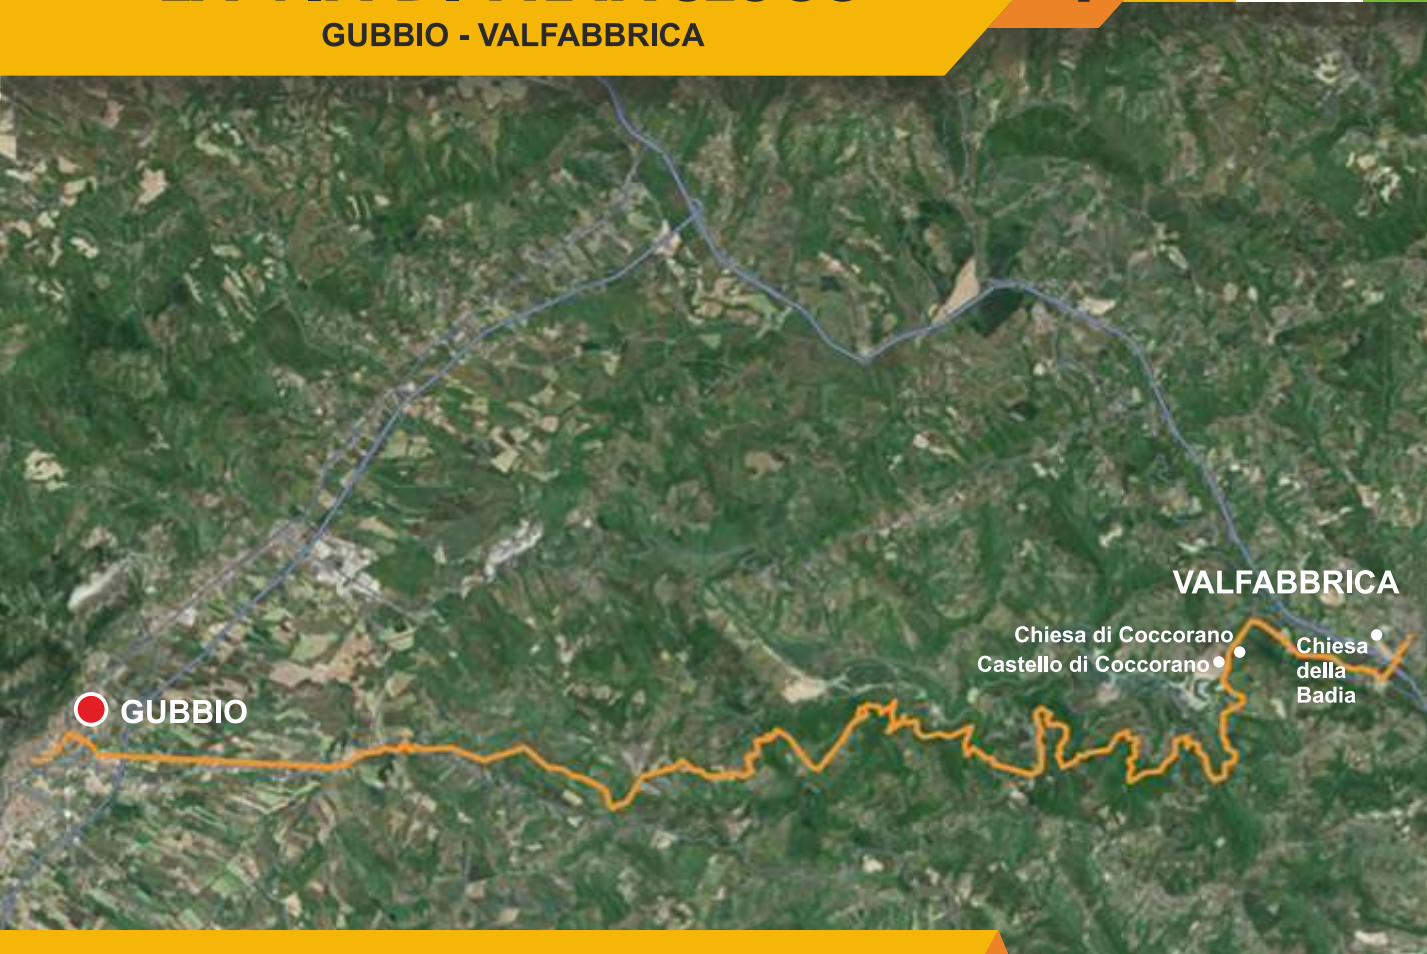 GUBBIO - VALFABBRICA
VALFABBRICA
Chiesa di Coccorano
Castello di Coccorano
Chiesa
della
Badia
GUBBIO